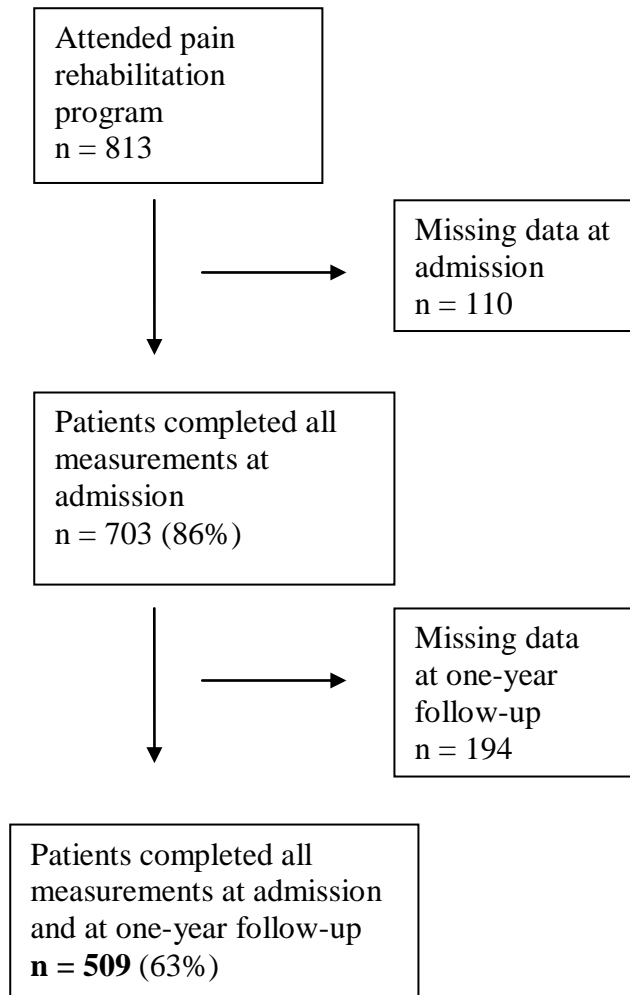 Attended pain
rehabilitation
program
n = 813
Missing data at
admission
n = 110
Patients completed all
measurements at
admission
n = 703 (86%)
Missing data
at one-year
follow-up
n = 194
Patients completed all
measurements at admission
and at one-year follow-up
n = 509 (63%)